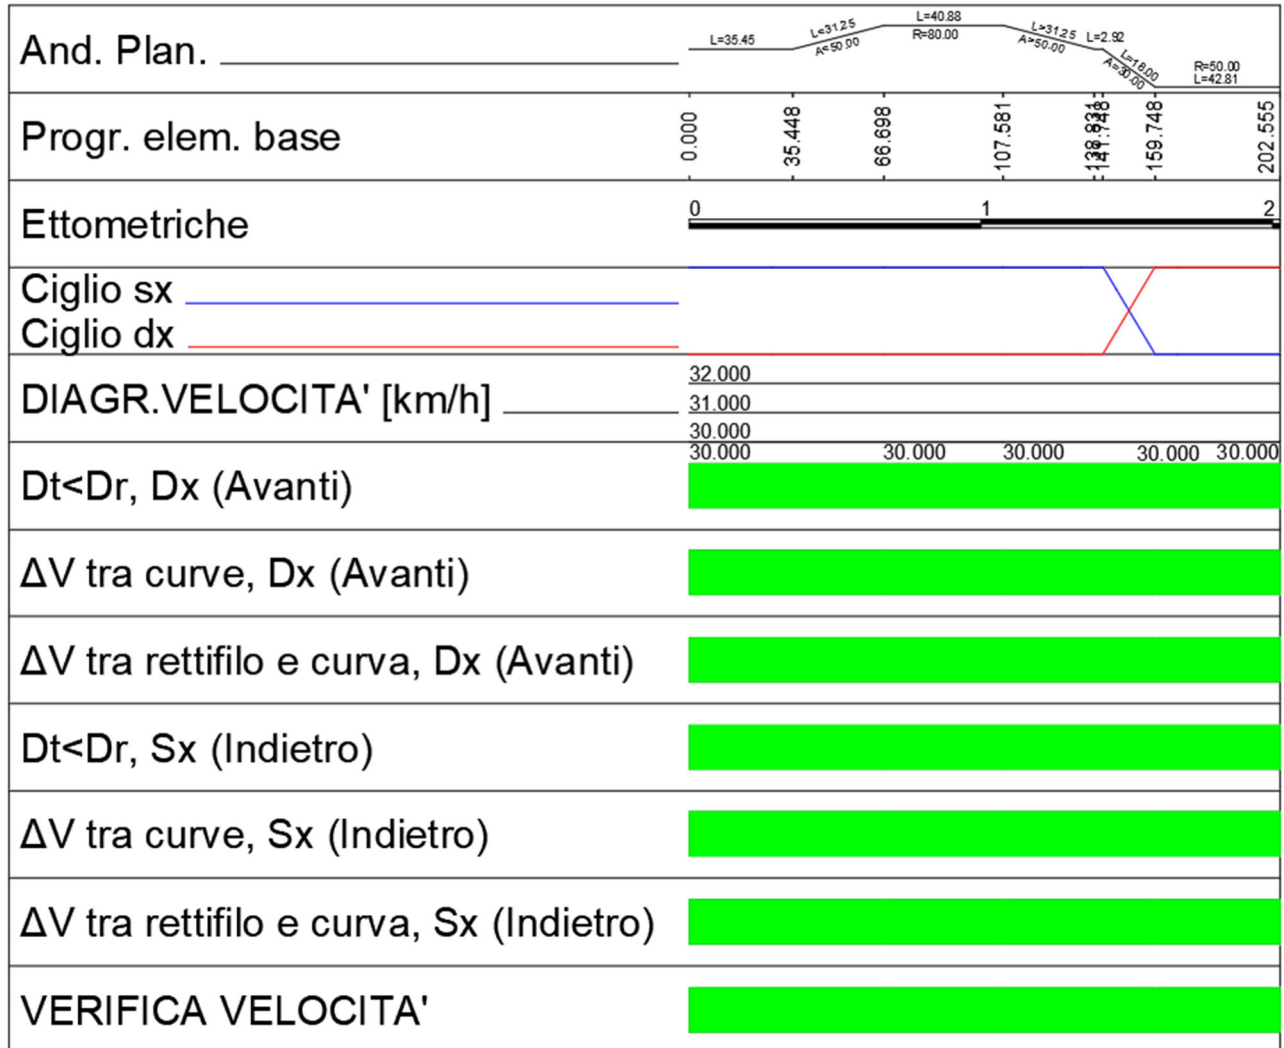 And. Plan.
L=35.45
L<31.25
A<50.00
L=40.88
R=80.00
L>31.25
A>50.00
L=2.92
L=18.00
A=30.00
R=50.00
L=42.81
Progr. elem. base
0.000
35.448
66.698
107.581
138.831
141.748
159.748
202.555
Ettometriche
0 1 2
Ciglio sx
Ciglio dx
DIAGR.VELOCITA' [km/h]
32.000
31.000
30.000
30.000 30.000 30.000 30.000 30.000
Dt<Dr, Dx (Avanti)
ΔV tra curve, Dx (Avanti)
ΔV tra rettifilo e curva, Dx (Avanti)
Dt<Dr, Sx (Indietro)
ΔV tra curve, Sx (Indietro)
ΔV tra rettifilo e curva, Sx (Indietro)
VERIFICA VELOCITA'